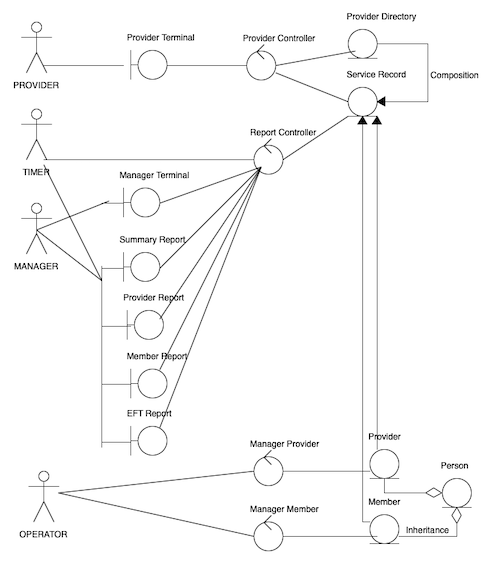 Provider Directory
Provider Terminal
Provider Controller
PROVIDER
Service Record
Composition
Report Controller
TIMER
Manager Terminal
MANAGER
Summary Report
Provider Report
Member Report
EFT Report
Manager Provider
Provider
Person
OPERATOR
Manager Member
Member
Inheritance